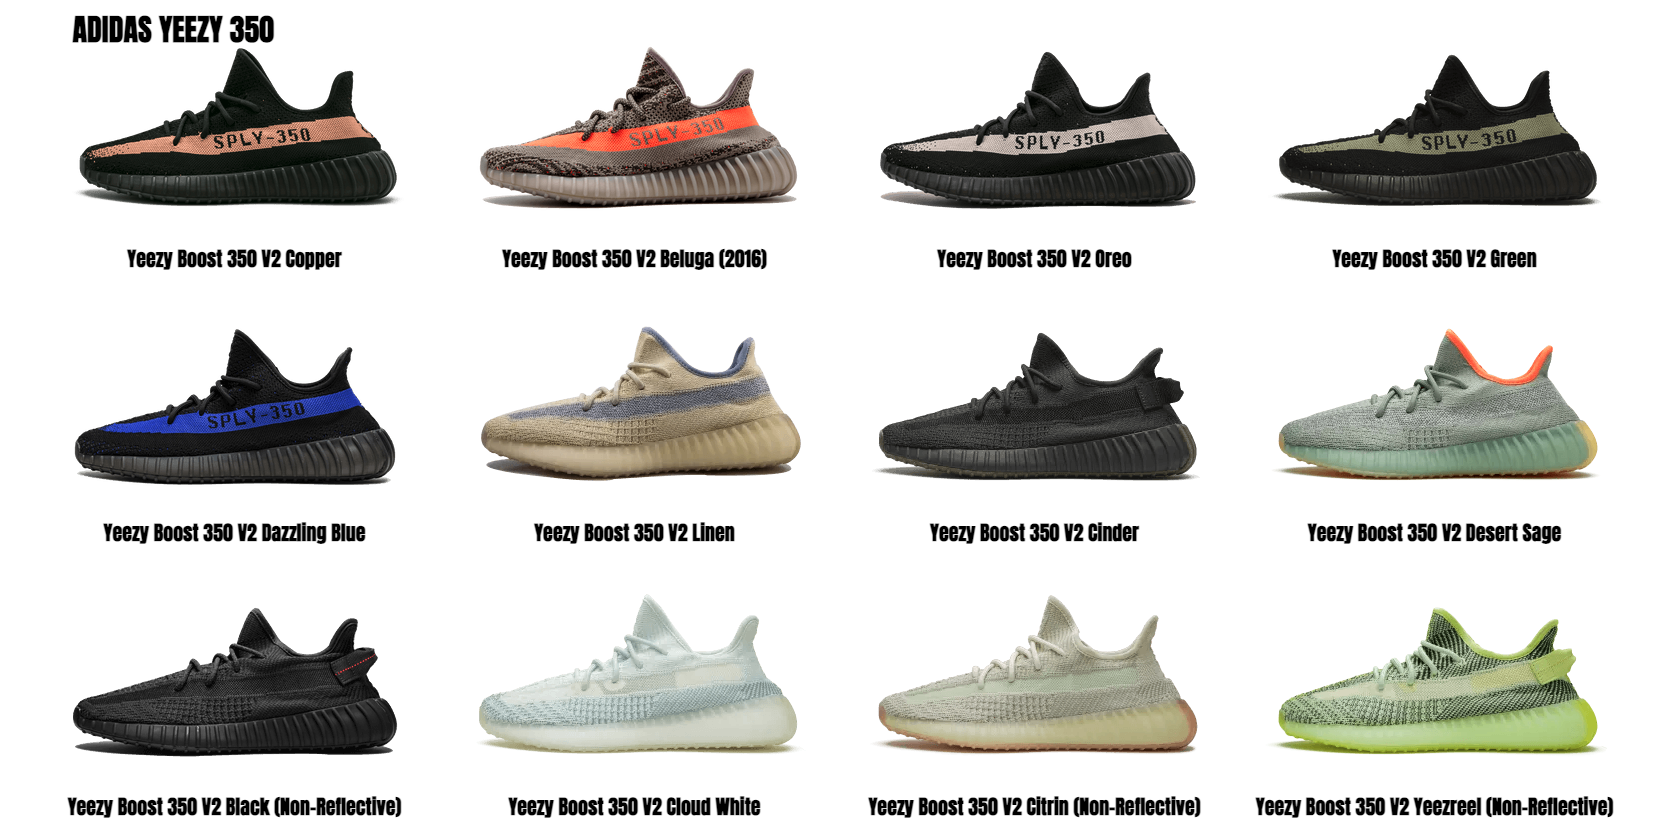 ADIDAS YEEZY 350
SPLY-350
SPLY-350
SPLY-350
SPLY-350
Yeezy Boost 350 V2 Copper
Yeezy Boost 350 V2 Beluga (2016)
Yeezy Boost 350 V2 Oreo
Yeezy Boost 350 V2 Green
SPLY-350
Yeezy Boost 350 V2 Dazzling Blue
Yeezy Boost 350 V2 Linen
Yeezy Boost 350 V2 Cinder
Yeezy Boost 350 V2 Desert Sage
Yeezy Boost 350 V2 Black (Non-Reflective)
Yeezy Boost 350 V2 Cloud White
Yeezy Boost 350 V2 Citrin (Non-Reflective)
Yeezy Boost 350 V2 Yeezreel (Non-Reflective)